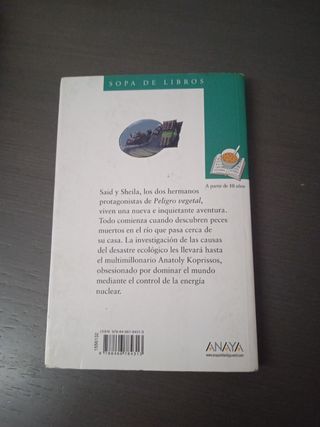 SOPA DE LIBROS
A partir de 10 años
Said y Sheila, los dos hermanos
protagonistas de Peligro vegetal,
viven una nueva e inquietante aventura.
Todo comienza cuando descubren peces
muertos en el río que pasa cerca de
su casa. La investigación de las causas
del desastre ecológico les llevará hasta
el multimillonario Anatoly Koprissos,
obsesionado por dominar el mundo
mediante el control de la energía
nuclear.
ANAYA